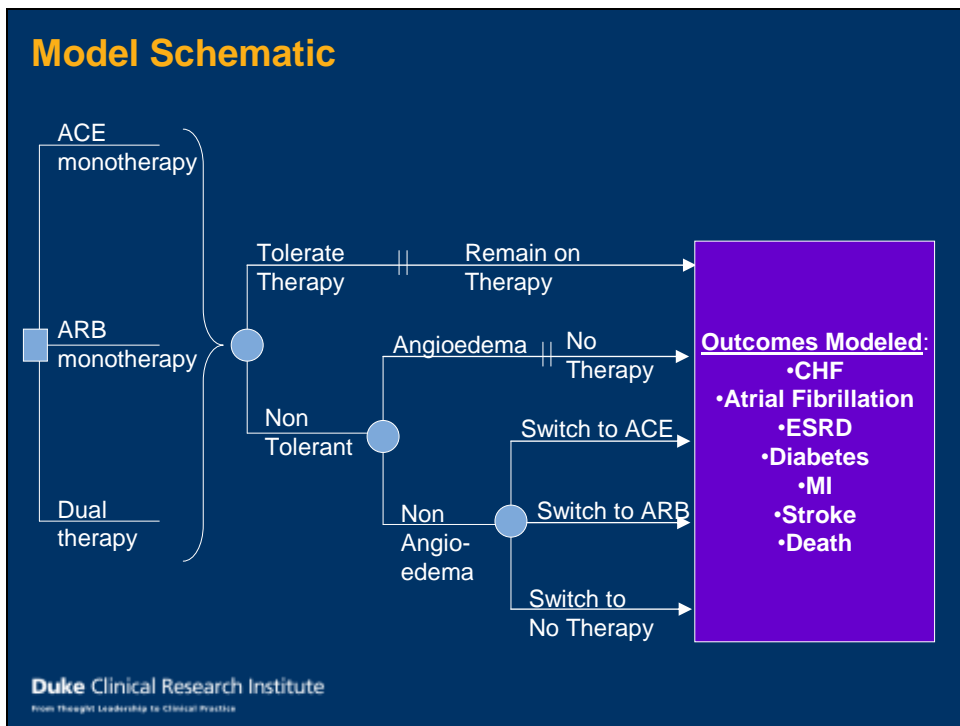 Model Schematic
ACE
monotherapy
ARB
monotherapy
Dual
therapy
Tolerate
Therapy
Remain on
Therapy
Non
Tolerant
Angioedema
No
Therapy
Non
Angio-
edema
Switch to ACE
Switch to ARB
Switch to
No Therapy
Outcomes Modeled:
•CHF
•Atrial Fibrillation
•ESRD
•Diabetes
•MI
•Stroke
•Death
Duke Clinical Research Institute
From Thought Leadership to Clinical Practice